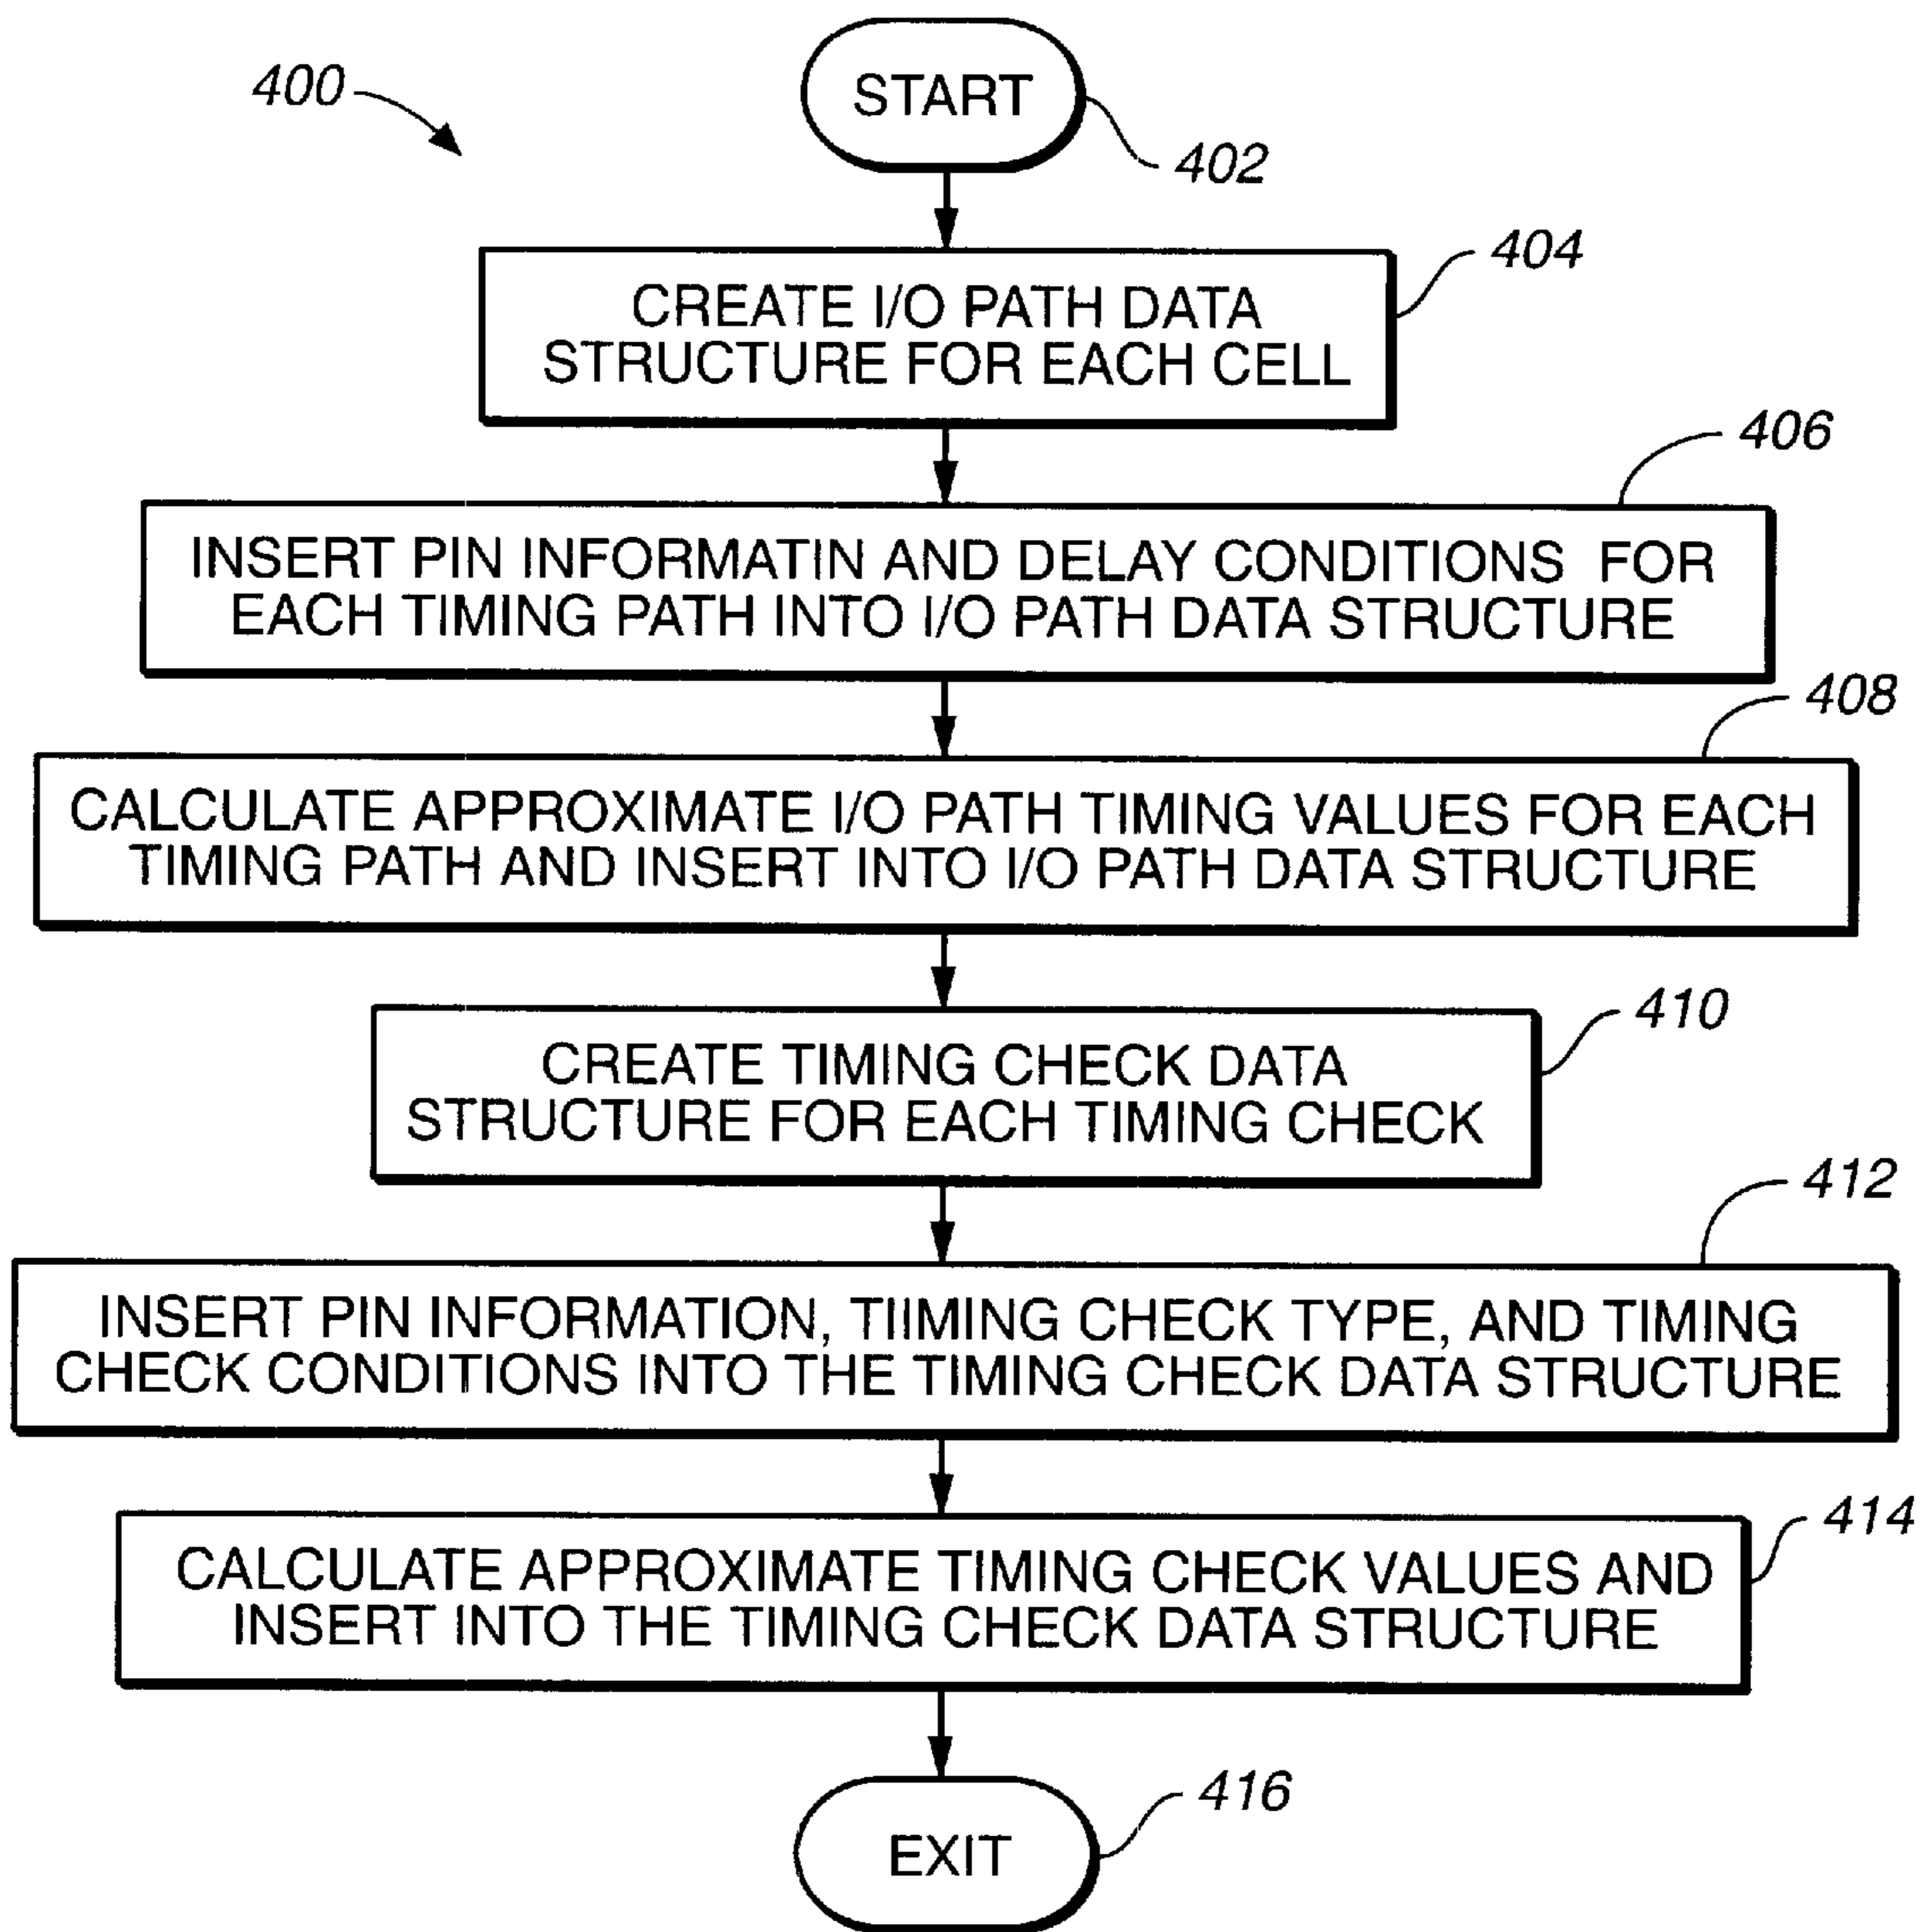 400
START
402
404
CREATE I/O PATH DATA
STRUCTURE FOR EACH CELL
406
INSERT PIN INFORMATIN AND DELAY CONDITIONS FOR
EACH TIMING PATH INTO I/O PATH DATA STRUCTURE
408
CALCULATE APPROXIMATE I/O PATH TIMING VALUES FOR EACH
TIMING PATH AND INSERT INTO I/O PATH DATA STRUCTURE
410
CREATE TIMING CHECK DATA
STRUCTURE FOR EACH TIMING CHECK
412
INSERT PIN INFORMATION, TIIMING CHECK TYPE, AND TIMING
CHECK CONDITIONS INTO THE TIMING CHECK DATA STRUCTURE
414
CALCULATE APPROXIMATE TIMING CHECK VALUES AND
INSERT INTO THE TIMING CHECK DATA STRUCTURE
416
EXIT